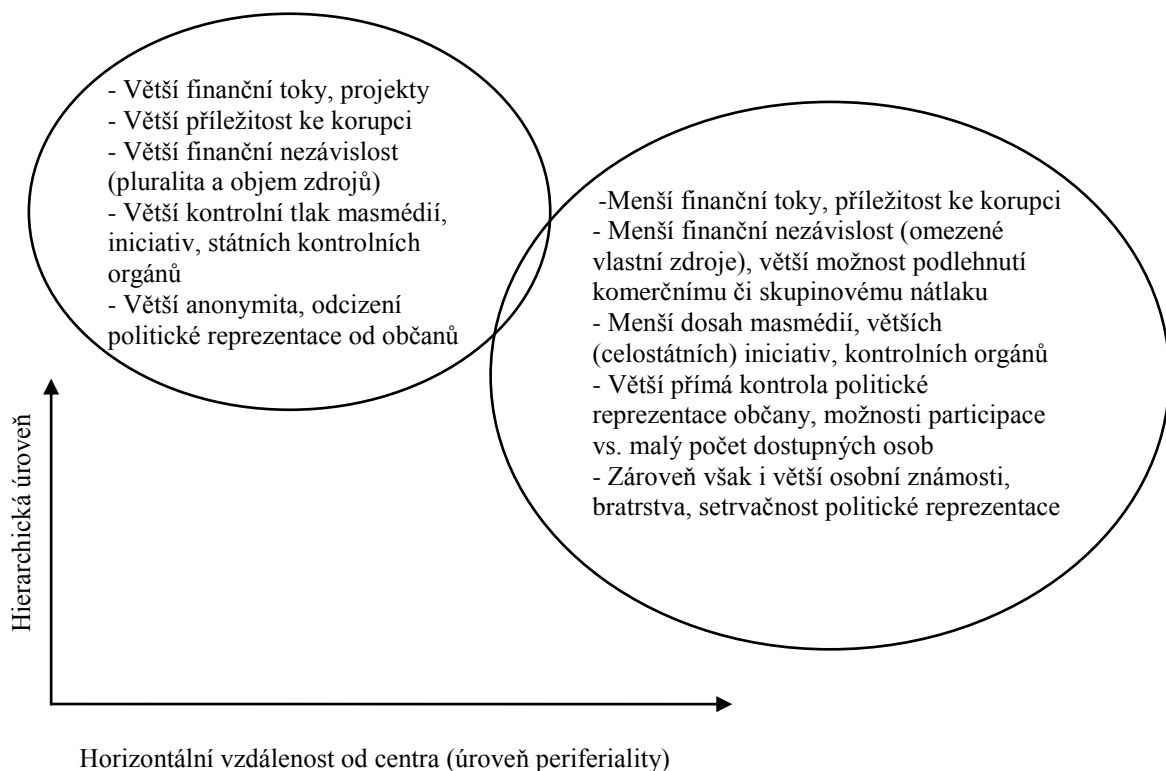 - Větší finanční toky, projekty
- Větší příležitost ke korupci
- Větší finanční nezávislost
(pluralita a objem zdrojů)
- Větší kontrolní tlak masmédií,
iniciativ, státních kontrolních
orgánů
- Větší anonymita, odcizení
politické reprezentace od občanů
-Menší finanční toky, příležitost ke korupci
- Menší finanční nezávislost (omezené
vlastní zdroje), větší možnost podlehnutí
komerčnímu či skupinovému nátlaku
- Menší dosah masmédií, větších
(celostátních) iniciativ, kontrolních orgánů
- Větší přímá kontrola politické
reprezentace občany, možnosti participace
vs. malý počet dostupných osob
- Zároveň však i větší osobní známosti,
bratrstva, setrvačnost politické reprezentace
Hierarchická úroveň
Horizontální vzdálenost od centra (úroveň periferiality)